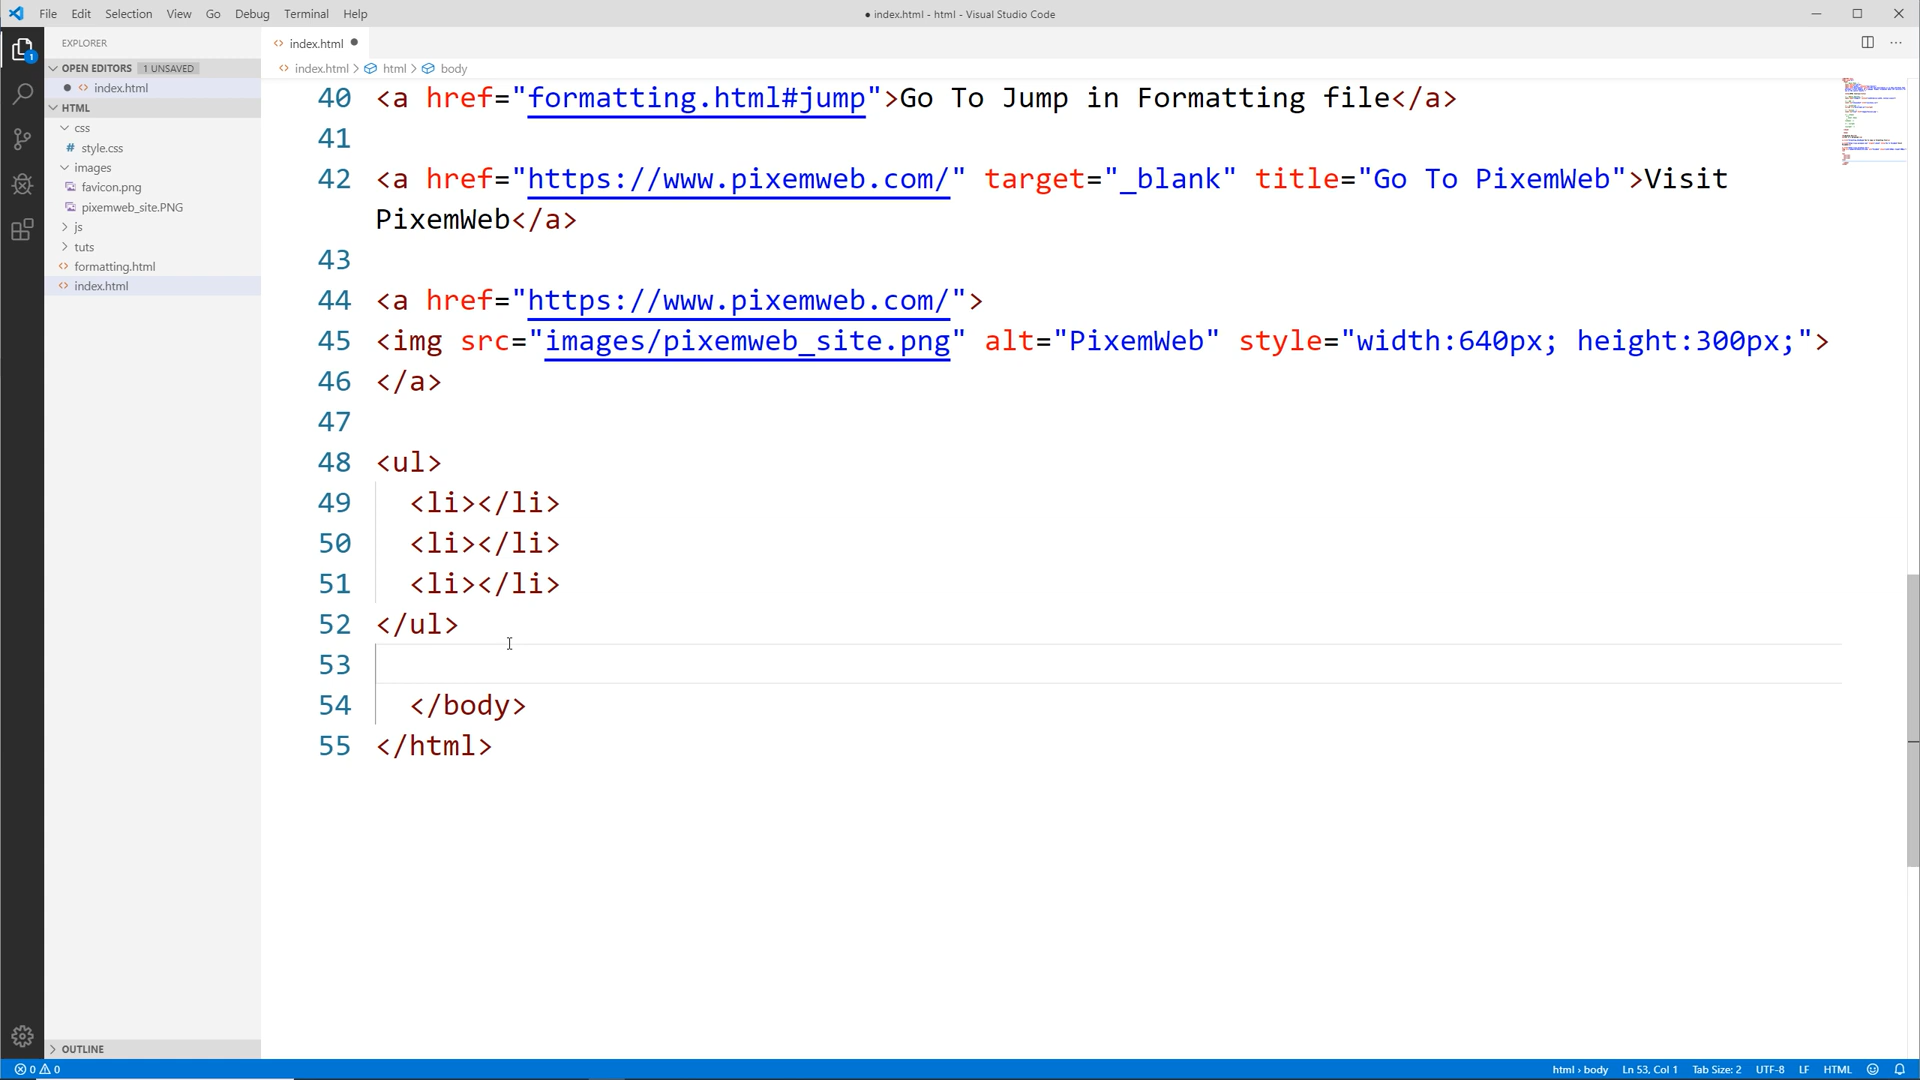 File Edit Selection View Go Debug Terminal Help
● index.html - html - Visual Studio Code
EXPLORER
OPEN EDITORS 1 UNSAVED
index.html
HTML
css
style.css
images
favicon.png
pixemweb_site.PNG
js
tuts
formatting.html
index.html
OUTLINE
index.html
index.html > html > body
40 <a href="formatting.html#jump">Go To Jump in Formatting file</a>
41
42 <a href="https://www.pixemweb.com/" target="_blank" title="Go To PixemWeb">Visit
PixemWeb</a>
43
44 <a href="https://www.pixemweb.com/">
45 <img src="images/pixemweb_site.png" alt="PixemWeb" style="width:640px; height:300px;">
46 </a>
47
48 <ul>
49 <li></li>
50 <li></li>
51 <li></li>
52 </ul>
53
54 </body>
55 </html>
1
0 0
html › body Ln 53, Col 1 Tab Size: 2 UTF-8 LF HTML